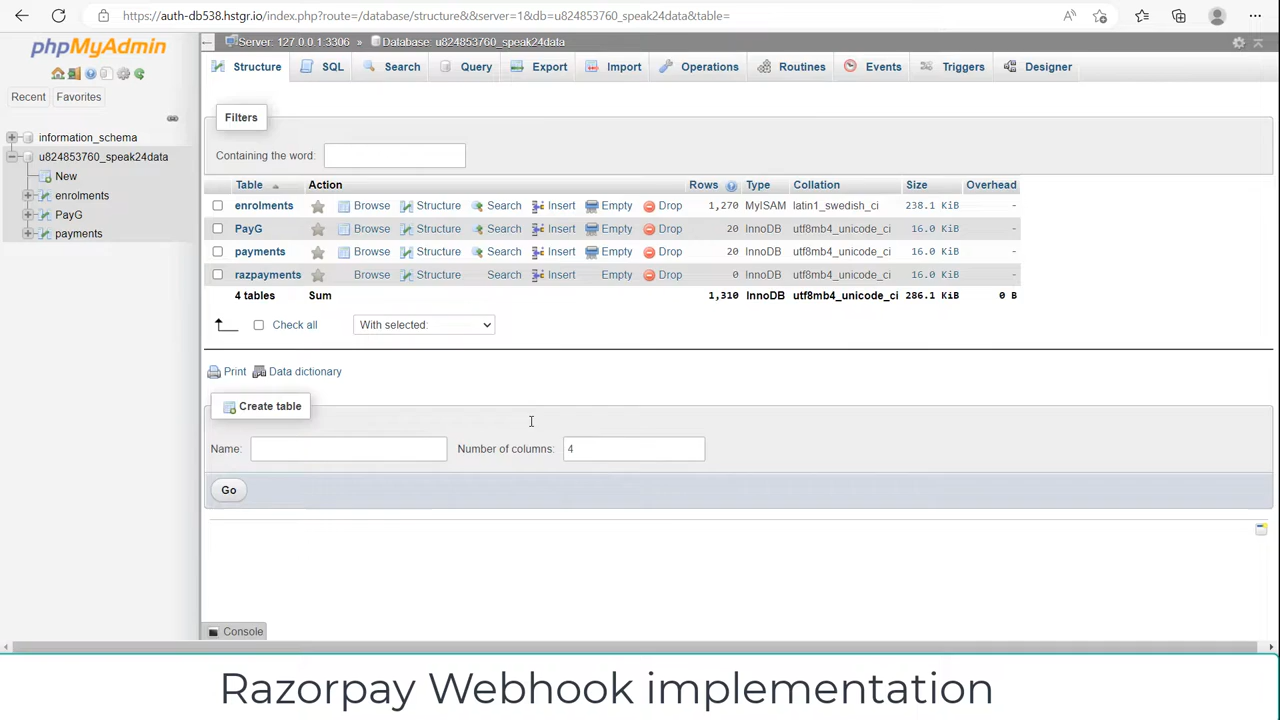 https://auth-db538.hstgr.io/index.php?route=/database/structure&&server=1&db=u824853760_speak24data&table=
phpMyAdmin
Recent Favorites
information_schema
u824853760_speak24data
New
enrolments
PayG
payments
Server: 127.0.0.1:3306 » Database: u824853760_speak24data
Structure SQL Search Query Export Import Operations Routines Events Triggers Designer
Filters
Containing the word:
Table Action Rows Type Collation Size Overhead
enrolments Browse Structure Search Insert Empty Drop 1,270 MyISAM latin1_swedish_ci 238.1 KiB -
PayG Browse Structure Search Insert Empty Drop 20 InnoDB utf8mb4_unicode_ci 16.0 KiB -
payments Browse Structure Search Insert Empty Drop 20 InnoDB utf8mb4_unicode_ci 16.0 KiB -
razpayments Browse Structure Search Insert Empty Drop 0 InnoDB utf8mb4_unicode_ci 16.0 KiB -
4 tables Sum 1,310 InnoDB utf8mb4_unicode_ci 286.1 KiB 0 B
Check all With selected:
Print Data dictionary
Create table
Name: Number of columns: 4
Go
Console
Razorpay Webhook implementation